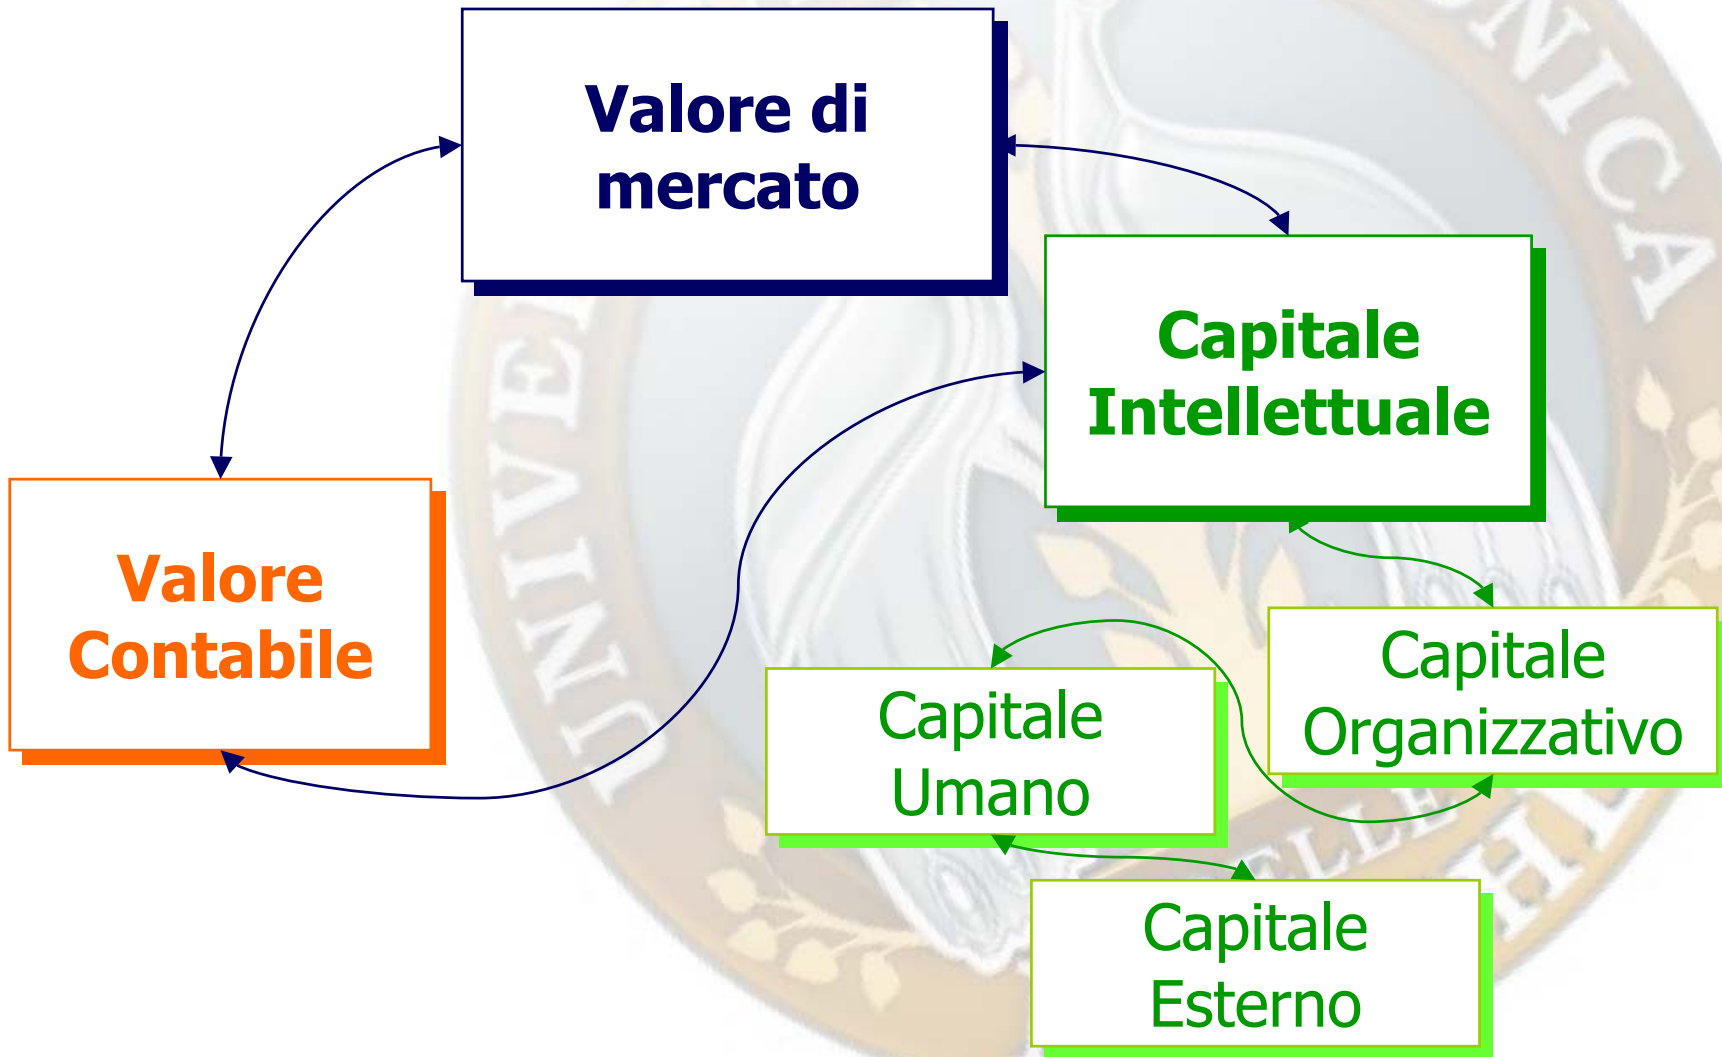 Valore di
mercato
Capitale
Intellettuale
Valore
Contabile
Capitale
Organizzativo
Capitale
Umano
Capitale
Esterno